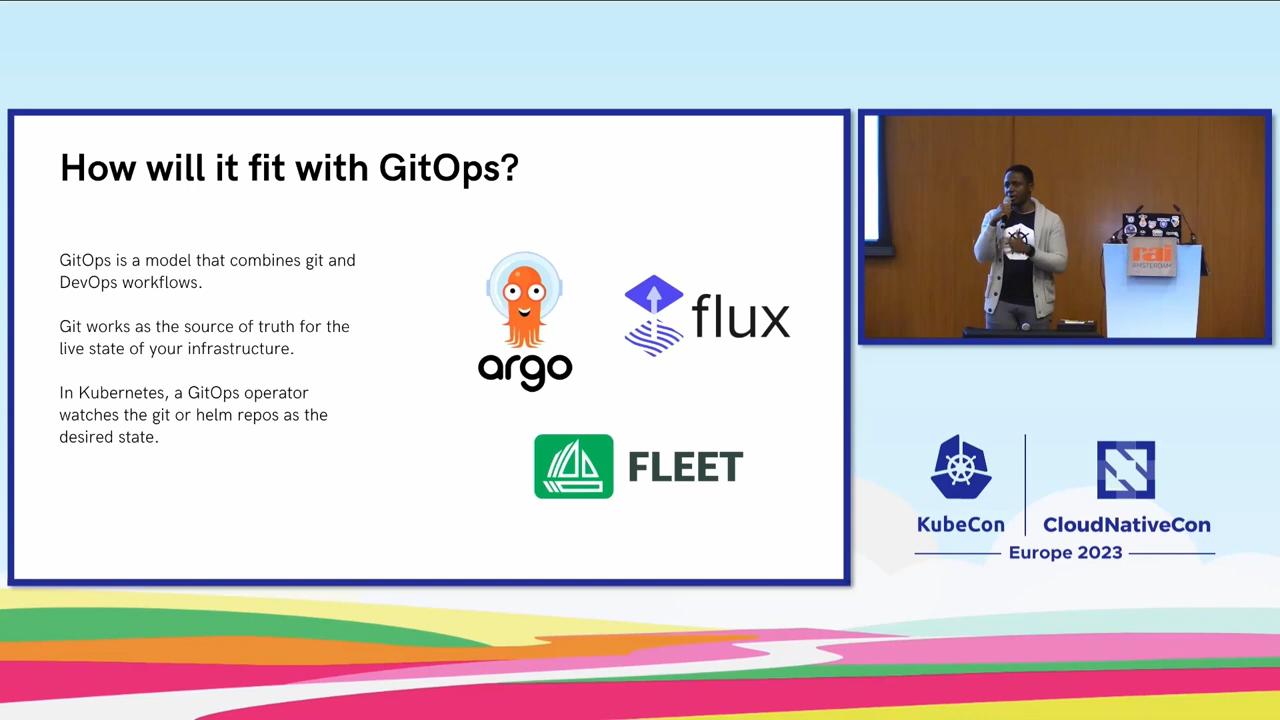 How will it fit with GitOps?
GitOps is a model that combines git and
DevOps workflows.
Git works as the source of truth for the
live state of your infrastructure.
In Kubernetes, a GitOps operator
watches the git or helm repos as the
desired state.
argo
flux
FLEET
rai
AMSTERDAM
KubeCon
CloudNativeCon
Europe 2023